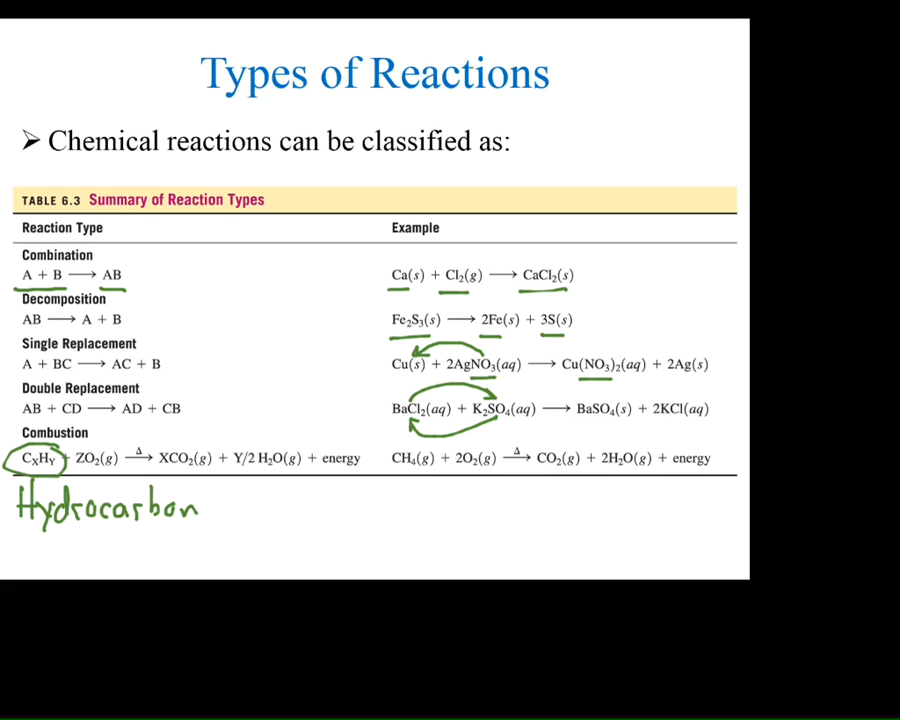 Types of Reactions
➢ Chemical reactions can be classified as:
TABLE 6.3 Summary of Reaction Types
Reaction Type Example
Combination
A + B ⟶ AB Ca(s) + Cl₂(g) ⟶ CaCl₂(s)
Decomposition
AB ⟶ A + B Fe₂S₃(s) ⟶ 2Fe(s) + 3S(s)
Single Replacement
A + BC ⟶ AC + B Cu(s) + 2AgNO₃(aq) ⟶ Cu(NO₃)₂(aq) + 2Ag(s)
Double Replacement
AB + CD ⟶ AD + CB BaCl₂(aq) + K₂SO₄(aq) ⟶ BaSO₄(s) + 2KCl(aq)
Combustion
CXHY + ZO₂(g) —Δ→ XCO₂(g) + Y/2 H₂O(g) + energy CH₄(g) + 2O₂(g) —Δ→ CO₂(g) + 2H₂O(g) + energy
Hydrocarbon